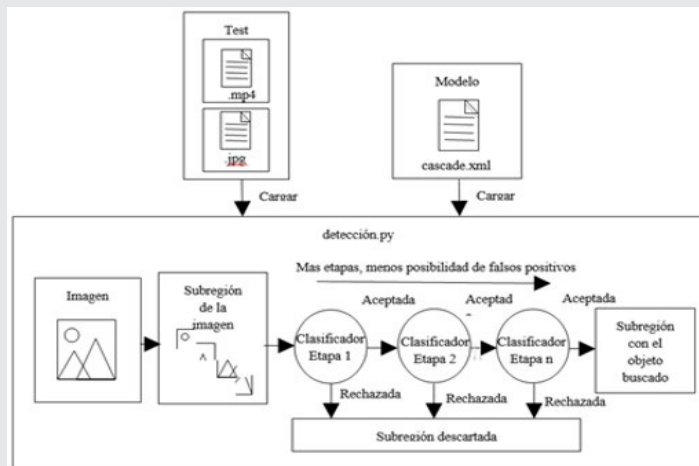 Test
.mp4
.jpg
Modelo
cascade.xml
Cargar
Cargar
detección.py
Mas etapas, menos posibilidad de falsos positivos
Imagen
Subregión
de la
imagen
Aceptada
Aceptad
Aceptada
Clasificador
Etapa 1
Clasificador
Etapa 2
Clasificador
Etapa n
Subregión
con el
objeto
buscado
Rechazada
Rechazada
Rechazada
Subregión descartada